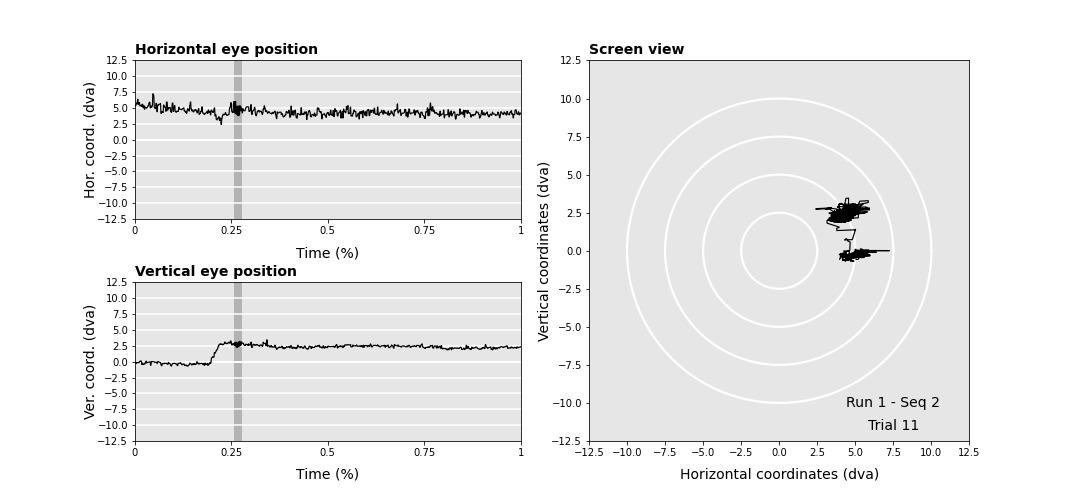 Horizontal eye position
Hor. coord. (dva)
12.5
10.0
7.5
5.0
2.5
0.0
−2.5
−5.0
−7.5
−10.0
−12.5
0 0.25 0.5 0.75 1
Time (%)
Vertical eye position
Ver. coord. (dva)
12.5
10.0
7.5
5.0
2.5
0.0
−2.5
−5.0
−7.5
−10.0
−12.5
0 0.25 0.5 0.75 1
Time (%)
Screen view
Vertical coordinates (dva)
12.5
10.0
7.5
5.0
2.5
0.0
−2.5
−5.0
−7.5
−10.0
−12.5
Run 1 - Seq 2
Trial 11
−12.5 −10.0 −7.5 −5.0 −2.5 0.0 2.5 5.0 7.5 10.0 12.5
Horizontal coordinates (dva)